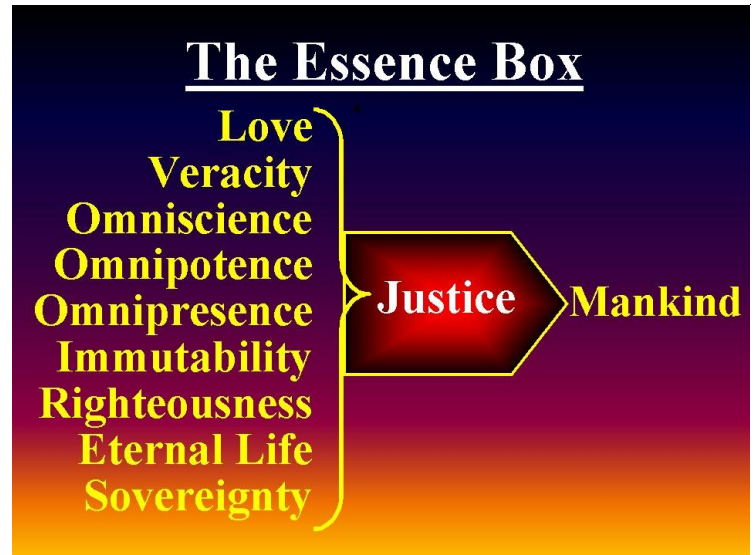 The Essence Box
Love
Veracity
Omniscience
Omnipotence
Omnipresence
Immutability
Righteousness
Eternal Life
Sovereignty
Justice
Mankind